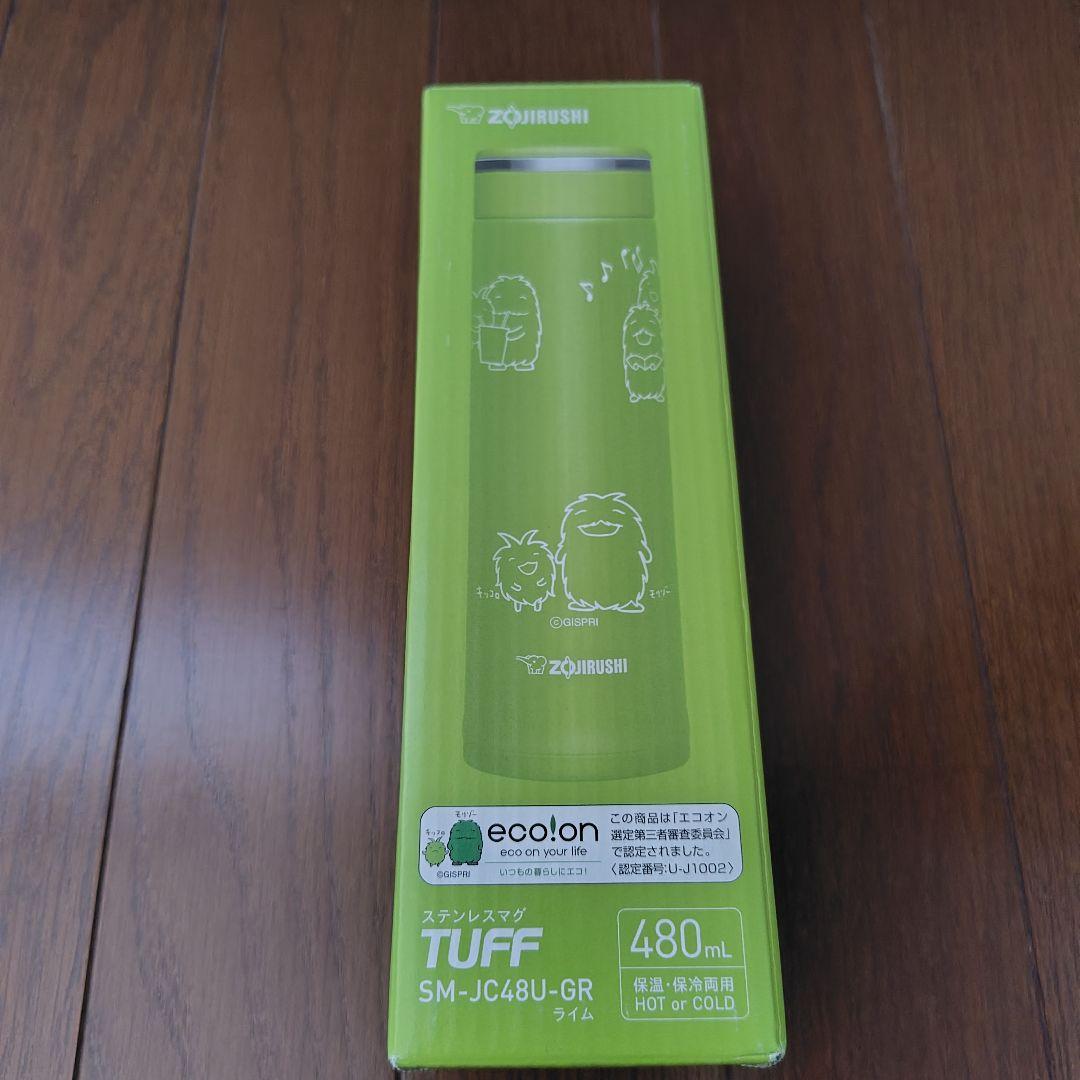 ZOJIRUSHI
キッコロ
モリゾー
©GISPRI
ZOJIRUSHI
モリゾー
キッコロ
©GISPRI
eco!on
eco on your life
いつもの暮らしにエコ!
この商品は「エコオン
選定第三者審査委員会」
で認定されました。
〈認定番号:U-J1002〉
ステンレスマグ
TUFF
SM-JC48U-GR
ライム
480mL
保温・保冷両用
HOT or COLD